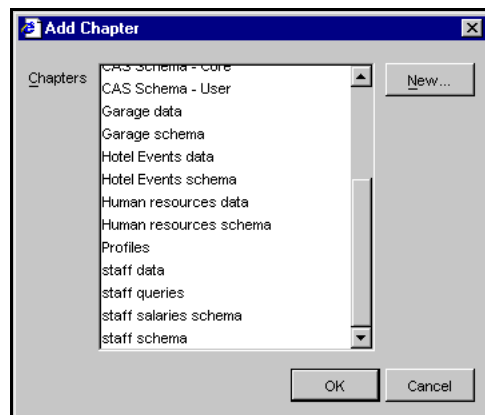 Add Chapter
Chapters
CAS Schema - Core
CAS Schema - User
Garage data
Garage schema
Hotel Events data
Hotel Events schema
Human resources data
Human resources schema
Profiles
staff data
staff queries
staff salaries schema
staff schema
New...
OK
Cancel